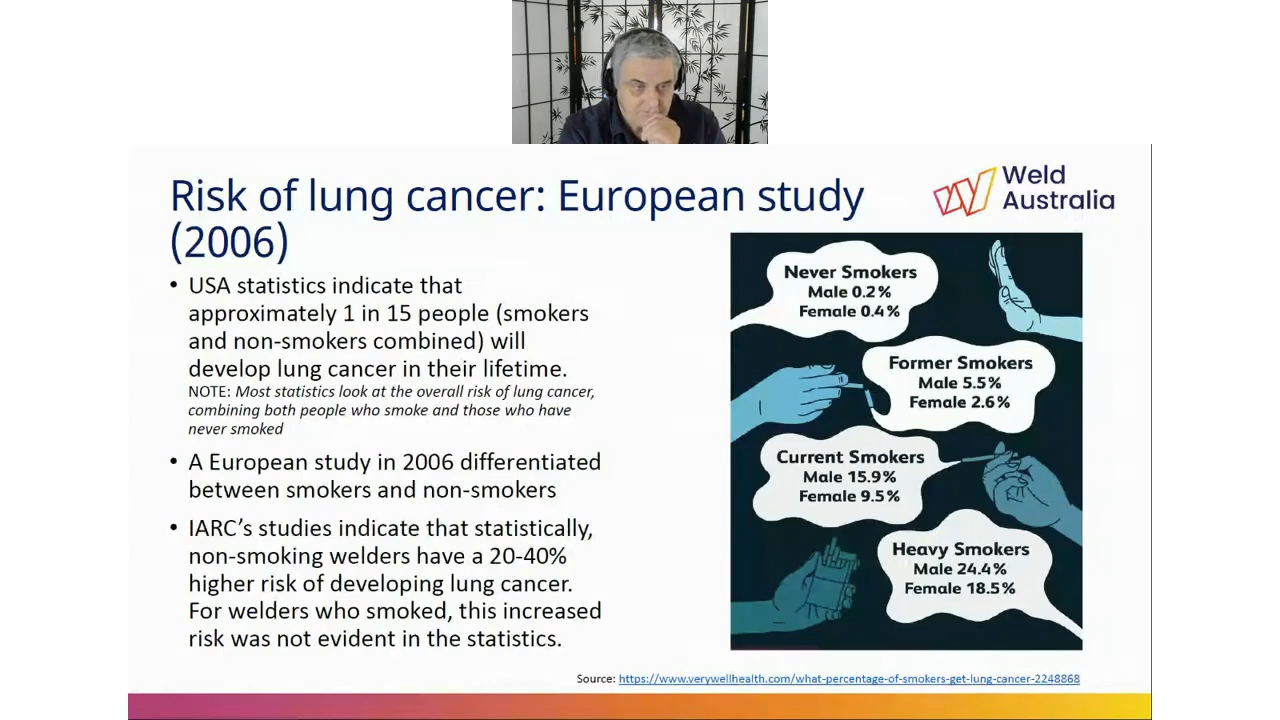 Risk of lung cancer: European study
(2006)
Weld
Australia
• USA statistics indicate that
approximately 1 in 15 people (smokers
and non-smokers combined) will
develop lung cancer in their lifetime.
NOTE: Most statistics look at the overall risk of lung cancer,
combining both people who smoke and those who have
never smoked
• A European study in 2006 differentiated
between smokers and non-smokers
• IARC’s studies indicate that statistically,
non-smoking welders have a 20-40%
higher risk of developing lung cancer.
For welders who smoked, this increased
risk was not evident in the statistics.
Never Smokers
Male 0.2%
Female 0.4%
Former Smokers
Male 5.5%
Female 2.6%
Current Smokers
Male 15.9%
Female 9.5%
Heavy Smokers
Male 24.4%
Female 18.5%
Source: https://www.verywellhealth.com/what-percentage-of-smokers-get-lung-cancer-2248868